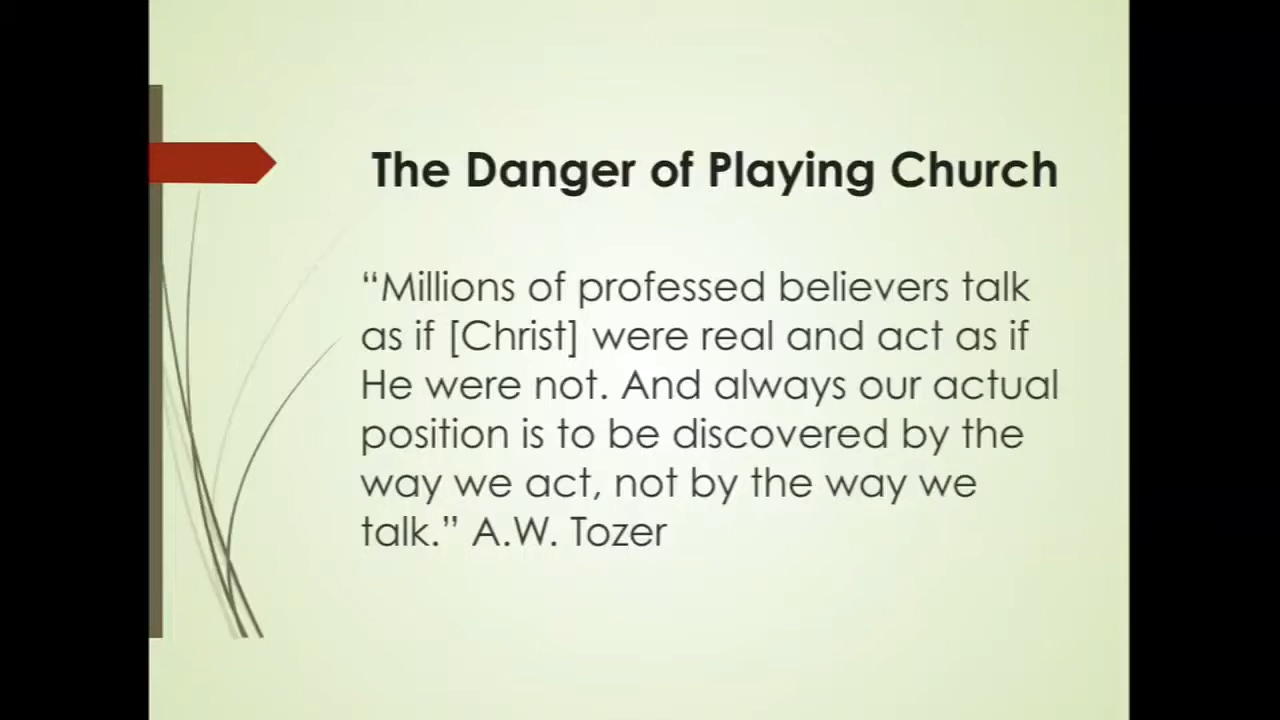 The Danger of Playing Church
“Millions of professed believers talk
as if [Christ] were real and act as if
He were not. And always our actual
position is to be discovered by the
way we act, not by the way we
talk.” A.W. Tozer